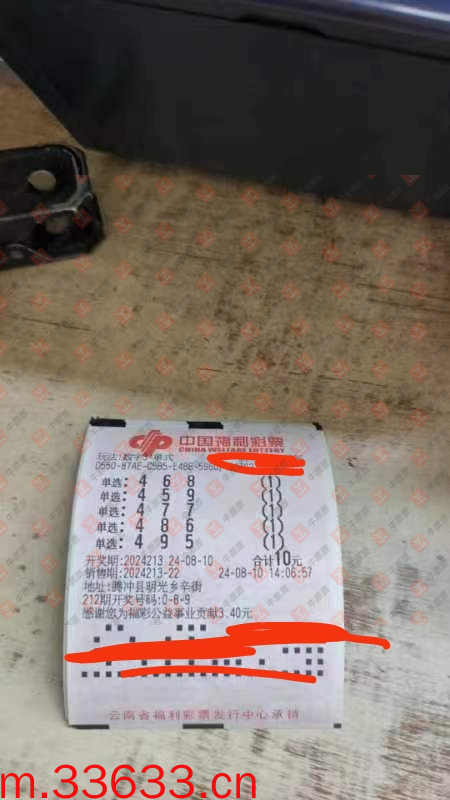 中国福利彩票
CHINA WELFARE LOTTERY
玩法:数字3-单式
单选: 4 6 8 (1)
单选: 4 5 9 (1)
单选: 4 7 7 (1)
单选: 4 8 6 (1)
单选: 4 9 5 (1)
开奖期:2024213 24-08-10 合计10元
销售期:2024213-22 24-08-10 14:06:57
地址:腾冲县明光乡辛街
212期开奖号码:0-8-9
感谢您为福彩公益事业贡献3.40元
云南省福利彩票发行中心承销
m.33633.cn